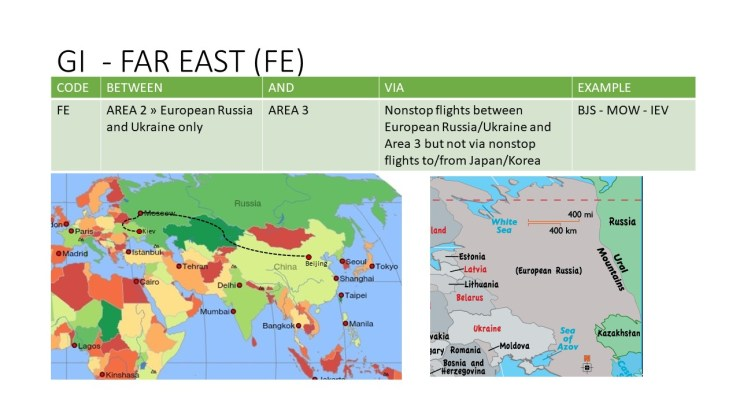 GI - FAR EAST (FE)
CODE BETWEEN AND VIA EXAMPLE
FE AREA 2 » European Russia AREA 3 Nonstop flights between BJS - MOW - IEV
and Ukraine only European Russia/Ukraine and
Area 3 but not via nonstop
flights to/from Japan/Korea
Russia
Moscow
Paris
Kiev
Madrid
Istanbul
Tehran
China
Beijing
Seoul
Tokyo
Shanghai
Cairo
Delhi
Taipei
Mumbai
Bangkok
Manila
Lagos
Kinshasa
White
Sea
400 mi
400 km
Russia
land
Estonia
Latvia
(European Russia)
Ural
Mountains
Lithuania
Belarus
Ukraine
Sea
of
Azov
Kazakhstan
vakia
gary
Romania
Moldova
Bosnia and
Herzegovina